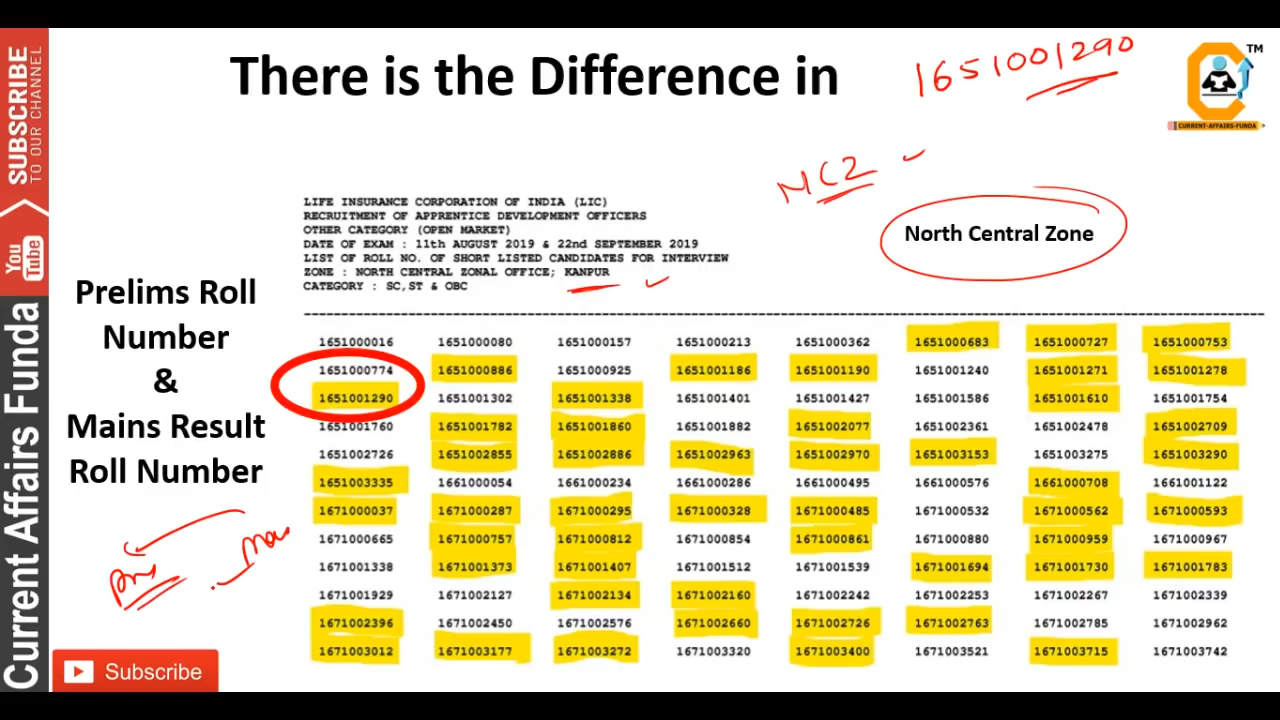 There is the Difference in
1651001290
TM
CURRENT-AFFAIRS-FUNDA
SUBSCRIBE
TO OUR CHANNEL
You
Tube
Current Affairs Funda
NCZ
North Central Zone
LIFE INSURANCE CORPORATION OF INDIA (LIC)
RECRUITMENT OF APPRENTICE DEVELOPMENT OFFICERS
OTHER CATEGORY (OPEN MARKET)
DATE OF EXAM : 11th AUGUST 2019 & 22nd SEPTEMBER 2019
LIST OF ROLL NO. OF SHORT LISTED CANDIDATES FOR INTERVIEW
ZONE : NORTH CENTRAL ZONAL OFFICE; KANPUR
CATEGORY : SC,ST & OBC
Prelims Roll
Number
&
Mains Result
Roll Number
1651000016 1651000080 1651000157 1651000213 1651000362 1651000683 1651000727 1651000753
1651000774 1651000886 1651000925 1651001186 1651001190 1651001240 1651001271 1651001278
1651001290 1651001302 1651001338 1651001401 1651001427 1651001586 1651001610 1651001754
1651001760 1651001782 1651001860 1651001882 1651002077 1651002361 1651002478 1651002709
1651002726 1651002855 1651002886 1651002963 1651002970 1651003153 1651003275 1651003290
1651003335 1661000054 1661000234 1661000286 1661000495 1661000576 1661000708 1661001122
1671000037 1671000287 1671000295 1671000328 1671000485 1671000532 1671000562 1671000593
1671000665 1671000757 1671000812 1671000854 1671000861 1671000880 1671000959 1671000967
1671001338 1671001373 1671001407 1671001512 1671001539 1671001694 1671001730 1671001783
1671001929 1671002127 1671002134 1671002160 1671002242 1671002253 1671002267 1671002339
1671002396 1671002450 1671002576 1671002660 1671002726 1671002763 1671002785 1671002962
1671003012 1671003177 1671003272 1671003320 1671003400 1671003521 1671003715 1671003742
Subscribe